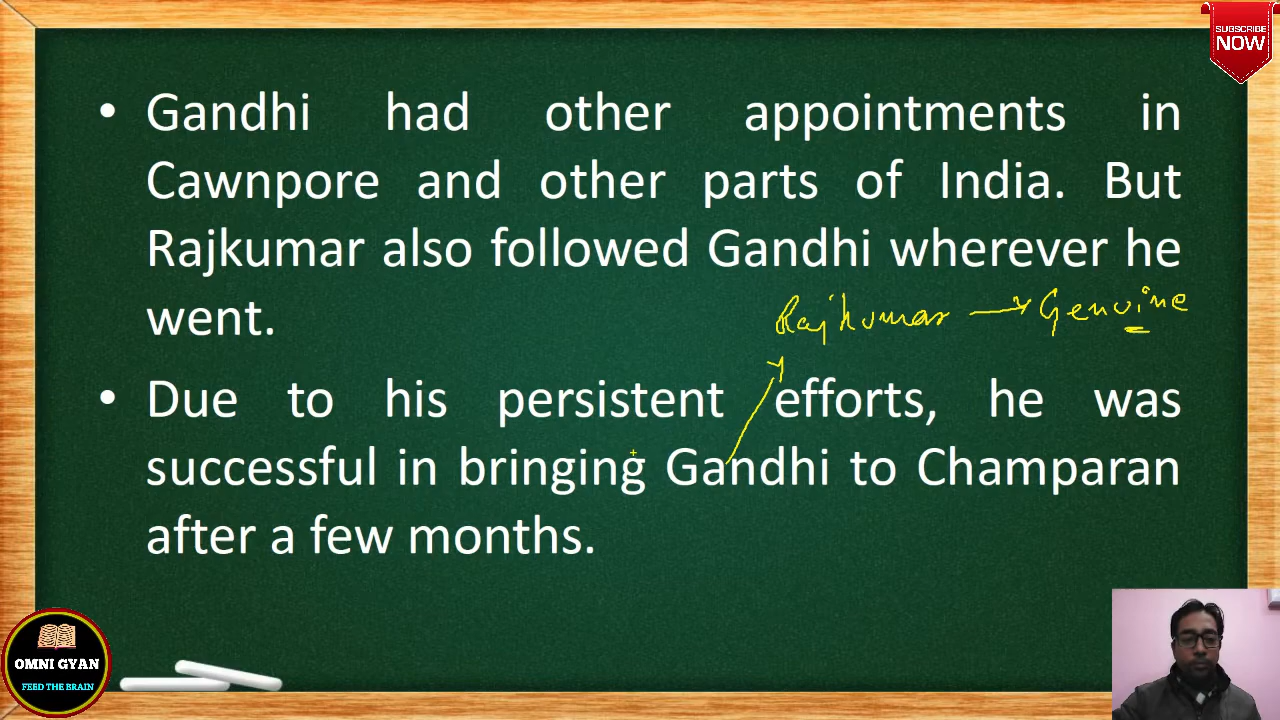 SUBSCRIBE
NOW
• Gandhi had other appointments in
Cawnpore and other parts of India. But
Rajkumar also followed Gandhi wherever he
went.
Rajkumar → Genuine
• Due to his persistent efforts, he was
successful in bringing Gandhi to Champaran
after a few months.
OMNI GYAN
FEED THE BRAIN